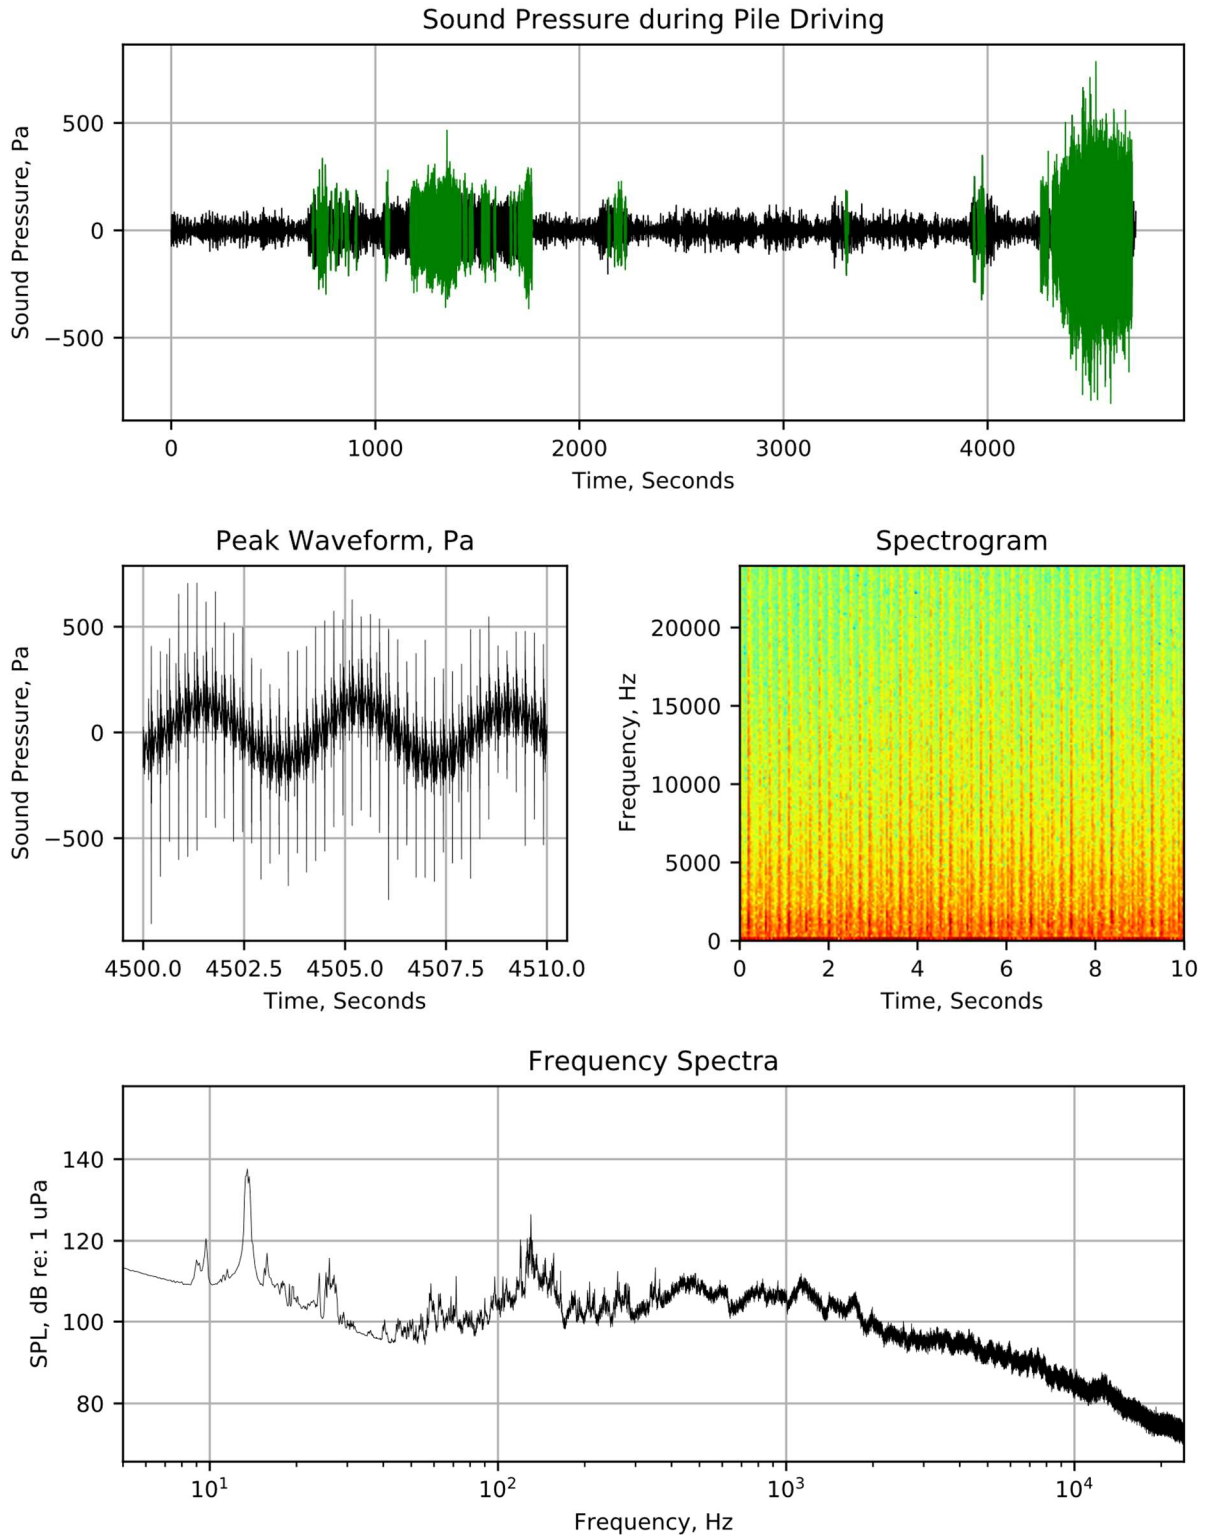 Sound Pressure during Pile Driving
Sound Pressure, Pa
500
0
−500
0 1000 2000 3000 4000
Time, Seconds
Peak Waveform, Pa
Sound Pressure, Pa
500
0
−500
4500.0 4502.5 4505.0 4507.5 4510.0
Time, Seconds
Spectrogram
Frequency, Hz
20000
15000
10000
5000
0
0 2 4 6 8 10
Time, Seconds
Frequency Spectra
SPL, dB re: 1 uPa
140
120
100
80
10¹ 10² 10³ 10⁴
Frequency, Hz